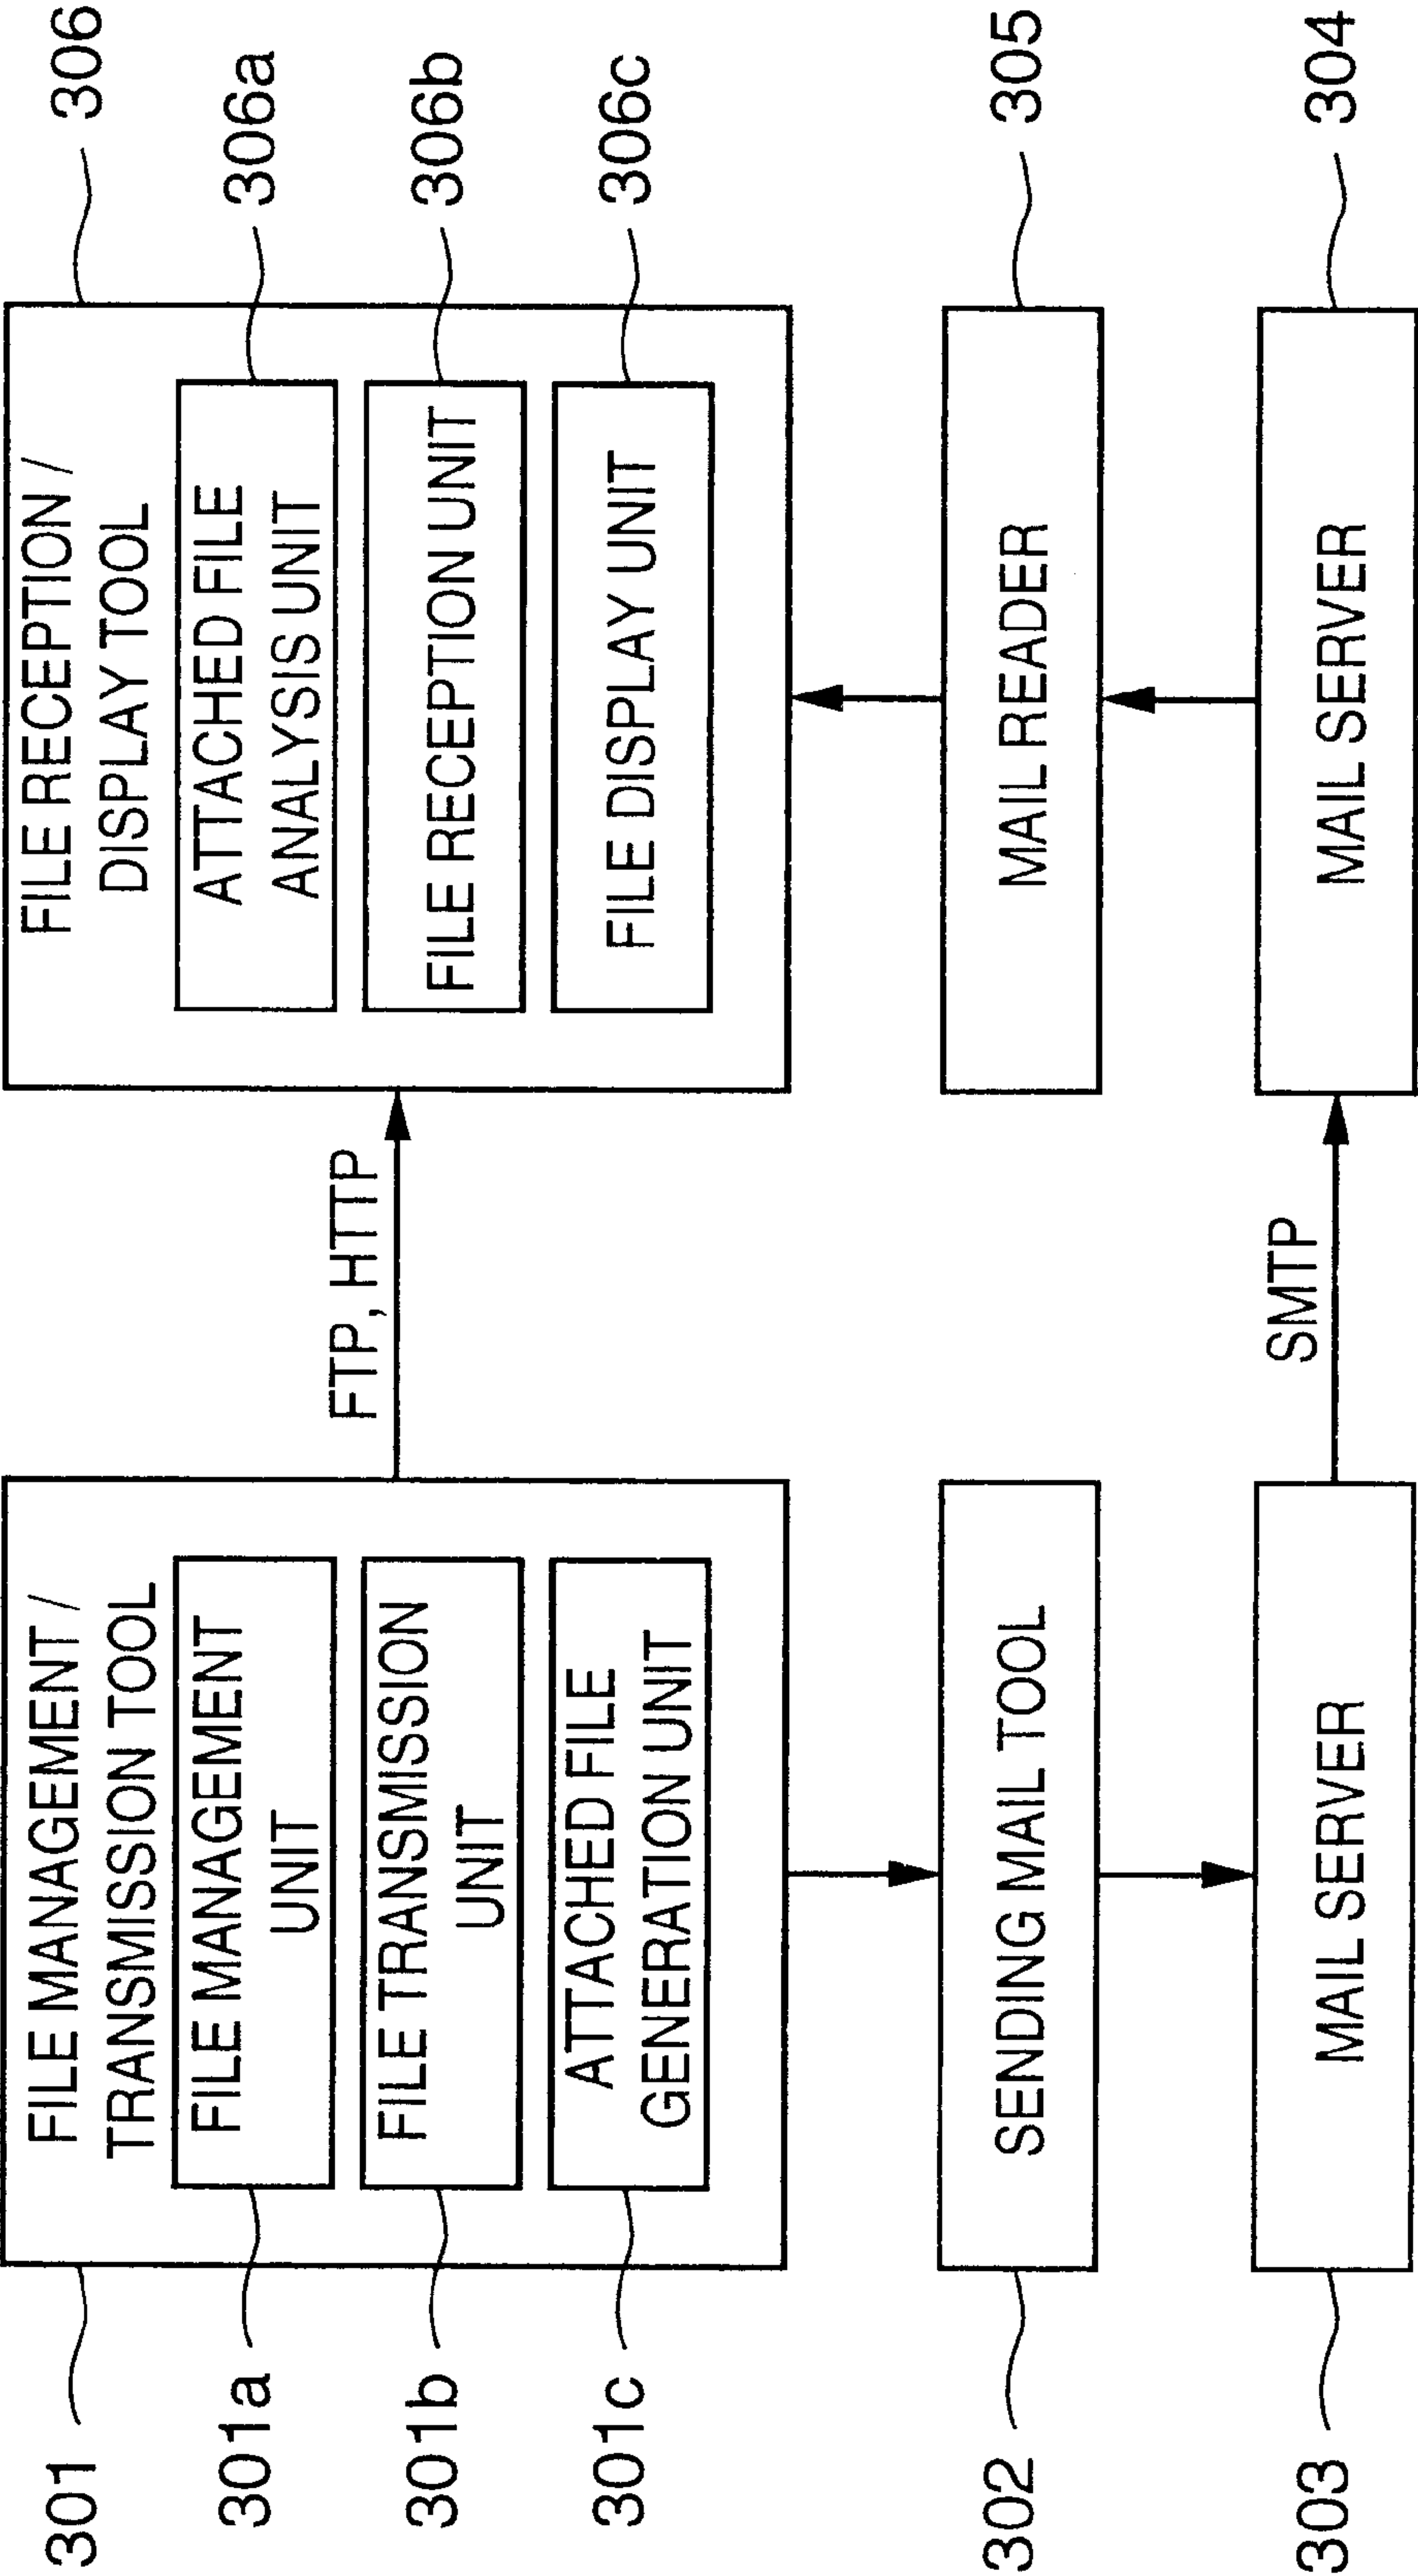 301
FILE MANAGEMENT /
TRANSMISSION TOOL
301a
FILE MANAGEMENT
UNIT
301b
FILE TRANSMISSION
UNIT
301c
ATTACHED FILE
GENERATION UNIT
302
SENDING MAIL TOOL
303
MAIL SERVER
FTP, HTTP
SMTP
FILE RECEPTION /
DISPLAY TOOL
306
ATTACHED FILE
ANALYSIS UNIT
306a
FILE RECEPTION UNIT
306b
FILE DISPLAY UNIT
306c
MAIL READER
305
MAIL SERVER
304